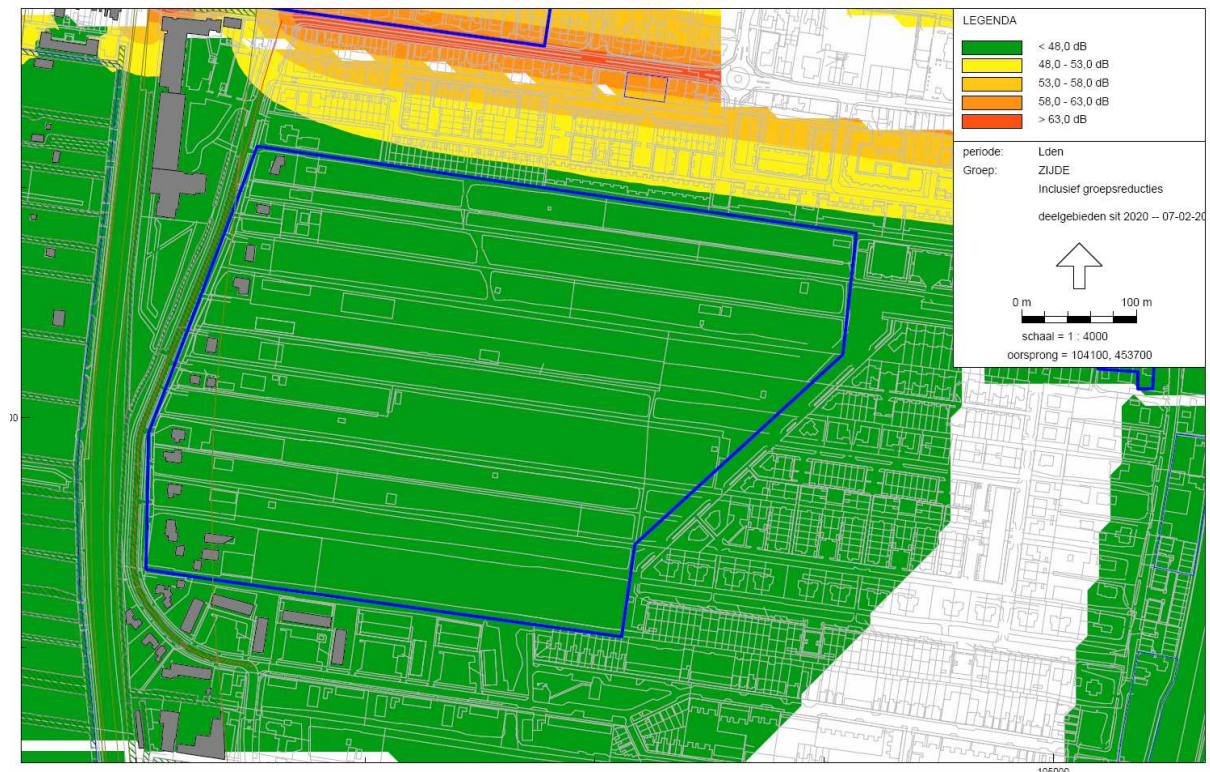 LEGENDA
< 48,0 dB
48,0 - 53,0 dB
53,0 - 58,0 dB
58,0 - 63,0 dB
> 63,0 dB
periode: Lden
Groep: ZIJDE
Inclusief groepsreducties
deelgebieden sit 2020 -- 07-02-20
0 m 100 m
schaal = 1 : 4000
oorsprong = 104100, 453700
00
105000